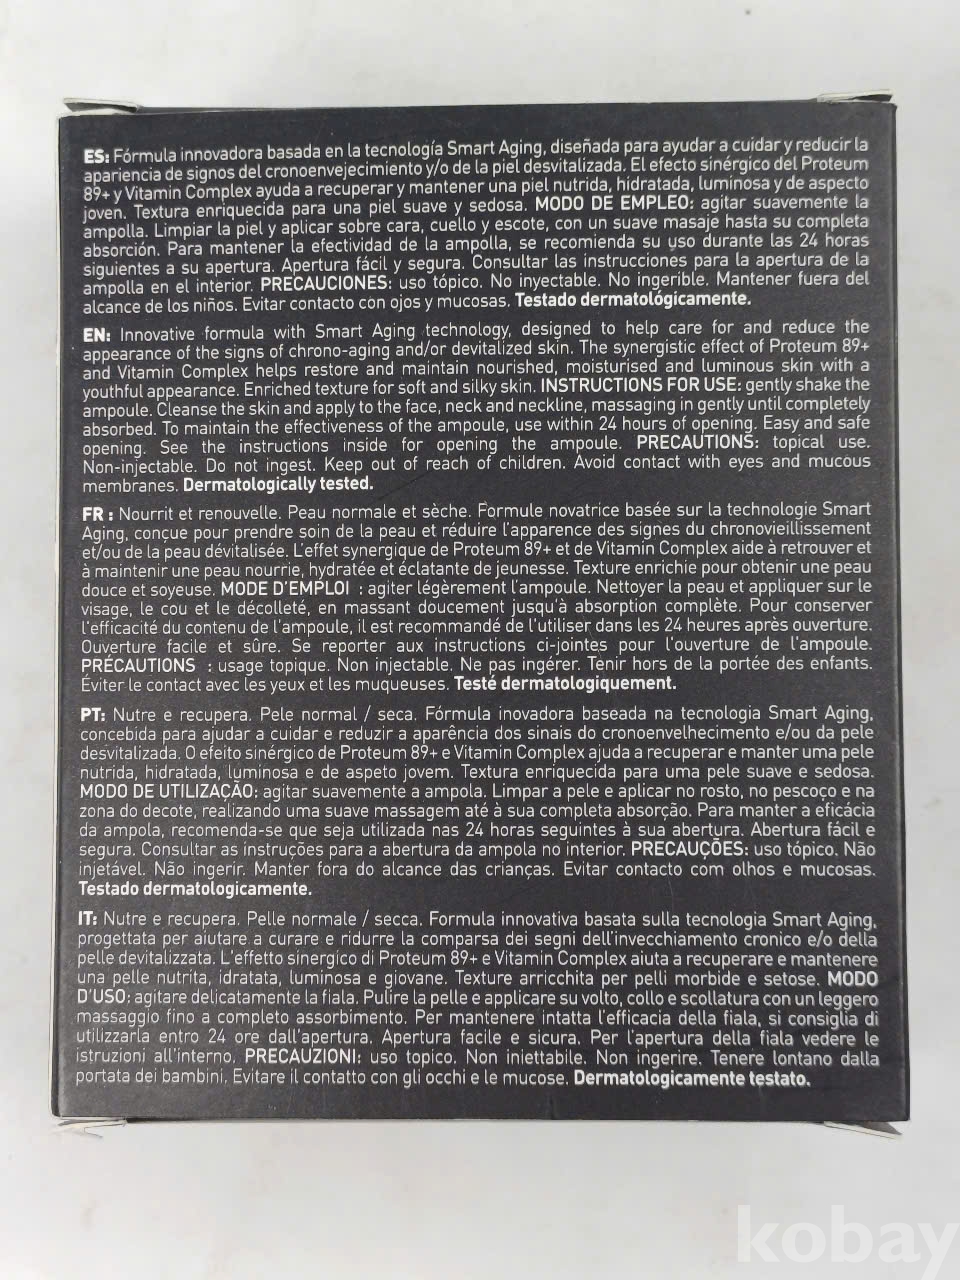 ES: Fórmula innovadora basada en la tecnología Smart Aging, diseñada para ayudar a cuidar y reducir la
apariencia de signos del cronoenvejecimiento y/o de la piel desvitalizada. El efecto sinérgico del Proteum
89+ y Vitamin Complex ayuda a recuperar y mantener una piel nutrida, hidratada, luminosa y de aspecto
joven. Textura enriquecida para una piel suave y sedosa. MODO DE EMPLEO: agitar suavemente la
ampolla. Limpiar la piel y aplicar sobre cara, cuello y escote, con un suave masaje hasta su completa
absorción. Para mantener la efectividad de la ampolla, se recomienda su uso durante las 24 horas
siguientes a su apertura. Apertura fácil y segura. Consultar las instrucciones para la apertura de la
ampolla en el interior. PRECAUCIONES: uso tópico. No inyectable. No ingerible. Mantener fuera del
alcance de los niños. Evitar contacto con ojos y mucosas. Testado dermatológicamente.
EN: Innovative formula with Smart Aging technology, designed to help care for and reduce the
appearance of the signs of chrono-aging and/or devitalized skin. The synergistic effect of Proteum 89+
and Vitamin Complex helps restore and maintain nourished, moisturised and luminous skin with a
youthful appearance. Enriched texture for soft and silky skin. INSTRUCTIONS FOR USE: gently shake the
ampoule. Cleanse the skin and apply to the face, neck and neckline, massaging in gently until completely
absorbed. To maintain the effectiveness of the ampoule, use within 24 hours of opening. Easy and safe
opening. See the instructions inside for opening the ampoule. PRECAUTIONS: topical use.
Non-injectable. Do not ingest. Keep out of reach of children. Avoid contact with eyes and mucous
membranes. Dermatologically tested.
FR : Nourrit et renouvelle. Peau normale et sèche. Formule novatrice basée sur la technologie Smart
Aging, conçue pour prendre soin de la peau et réduire l'apparence des signes du chronovieillissement
et/ou de la peau dévitalisée. L'effet synergique de Proteum 89+ et de Vitamin Complex aide à retrouver et
à maintenir une peau nourrie, hydratée et éclatante de jeunesse. Texture enrichie pour obtenir une peau
douce et soyeuse. MODE D'EMPLOI : agiter légèrement l'ampoule. Nettoyer la peau et appliquer sur le
visage, le cou et le décolleté, en massant doucement jusqu'à absorption complète. Pour conserver
l'efficacité du contenu de l'ampoule, il est recommandé de l'utiliser dans les 24 heures après ouverture.
Ouverture facile et sûre. Se reporter aux instructions ci-jointes pour l'ouverture de l'ampoule.
PRÉCAUTIONS : usage topique. Non injectable. Ne pas ingérer. Tenir hors de la portée des enfants.
Éviter le contact avec les yeux et les muqueuses. Testé dermatologiquement.
PT: Nutre e recupera. Pele normal / seca. Fórmula inovadora baseada na tecnologia Smart Aging,
concebida para ajudar a cuidar e reduzir a aparência dos sinais do cronoenvelhecimento e/ou da pele
desvitalizada. O efeito sinérgico de Proteum 89+ e Vitamin Complex ajuda a recuperar e manter uma pele
nutrida, hidratada, luminosa e de aspeto jovem. Textura enriquecida para uma pele suave e sedosa.
MODO DE UTILIZAÇÃO: agitar suavemente a ampola. Limpar a pele e aplicar no rosto, no pescoço e na
zona do decote, realizando uma suave massagem até à sua completa absorção. Para manter a eficácia
da ampola, recomenda-se que seja utilizada nas 24 horas seguintes à sua abertura. Abertura fácil e
segura. Consultar as instruções para a abertura da ampola no interior. PRECAUÇÕES: uso tópico. Não
injetável. Não ingerir. Manter fora do alcance das crianças. Evitar contacto com olhos e mucosas.
Testado dermatologicamente.
IT: Nutre e recupera. Pelle normale / secca. Formula innovativa basata sulla tecnologia Smart Aging,
progettata per aiutare a curare e ridurre la comparsa dei segni dell'invecchiamento cronico e/o della
pelle devitalizzata. L'effetto sinergico di Proteum 89+ e Vitamin Complex aiuta a recuperare e mantenere
una pelle nutrita, idratata, luminosa e giovane. Texture arricchita per pelli morbide e setose. MODO
D'USO: agitare delicatamente la fiala. Pulire la pelle e applicare su volto, collo e scollatura con un leggero
massaggio fino a completo assorbimento. Per mantenere intatta l'efficacia della fiala, si consiglia di
utilizzarla entro 24 ore dall'apertura. Apertura facile e sicura. Per l'apertura della fiala vedere le
istruzioni all'interno. PRECAUZIONI: uso topico. Non iniettabile. Non ingerire. Tenere lontano dalla
portata dei bambini. Evitare il contatto con gli occhi e le mucose. Dermatologicamente testato.
kobay